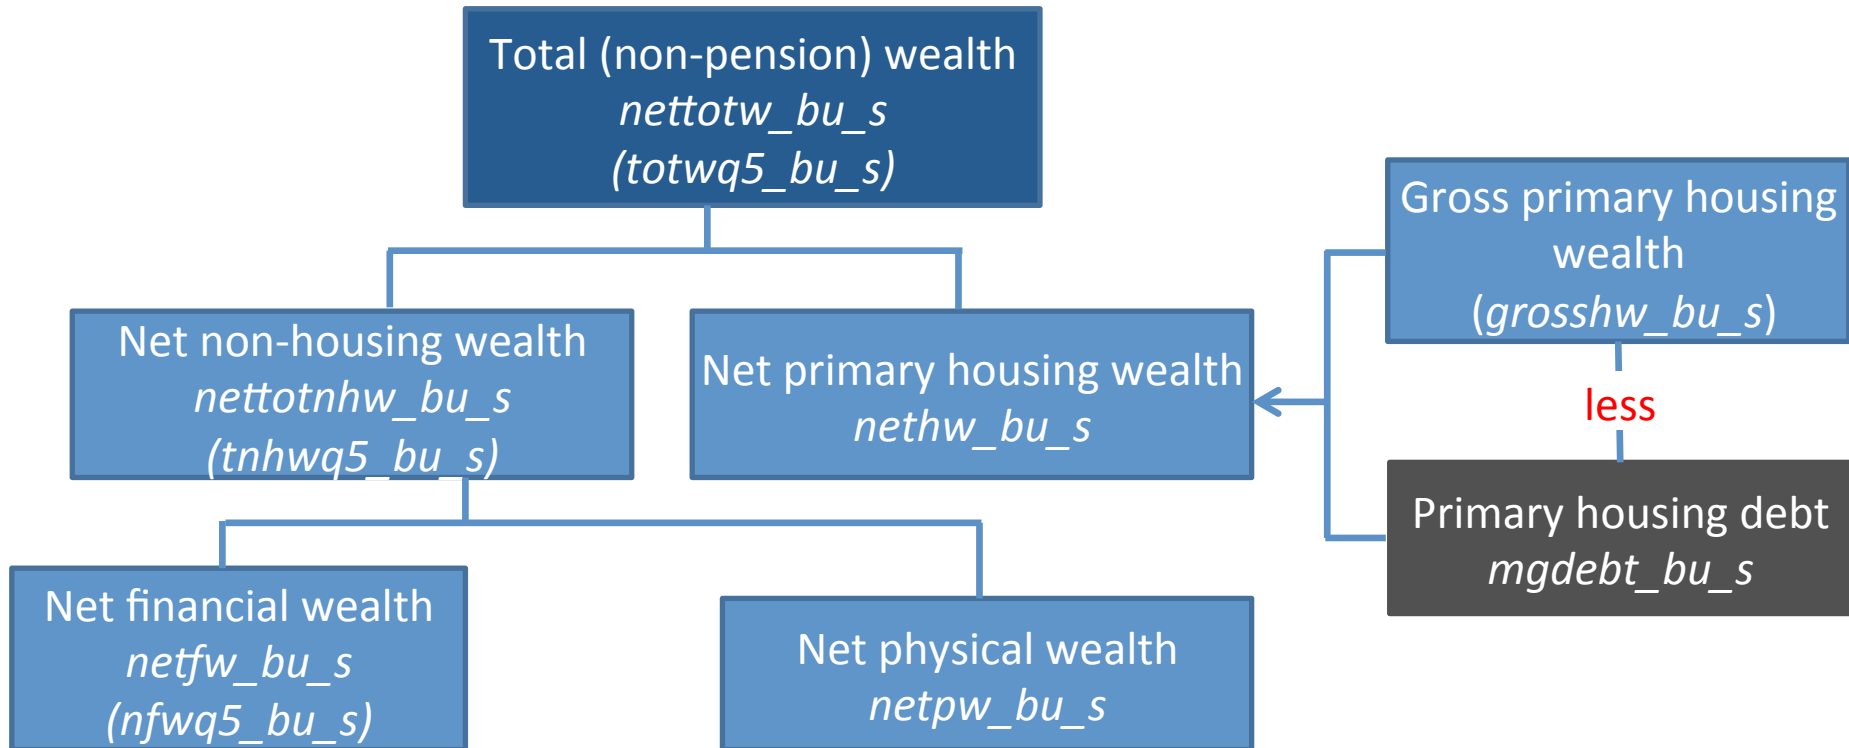 Total (non-pension) wealth
nettotw_bu_s
(totwq5_bu_s)
Gross primary housing
wealth
(grosshw_bu_s)
Net non-housing wealth
nettotnhw_bu_s
(tnhwq5_bu_s)
Net primary housing wealth
nethw_bu_s
less
Primary housing debt
mgdebt_bu_s
Net financial wealth
netfw_bu_s
(nfwq5_bu_s)
Net physical wealth
netpw_bu_s